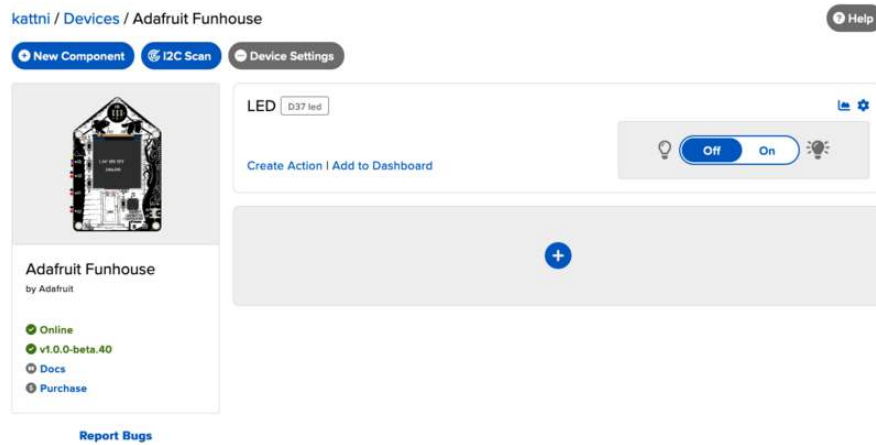 kattni / Devices / Adafruit Funhouse
Help
New Component
I2C Scan
Device Settings
LED
D37 led
Off
On
Create Action | Add to Dashboard
Adafruit Funhouse
by Adafruit
Online
v1.0.0-beta.40
Docs
Purchase
Report Bugs